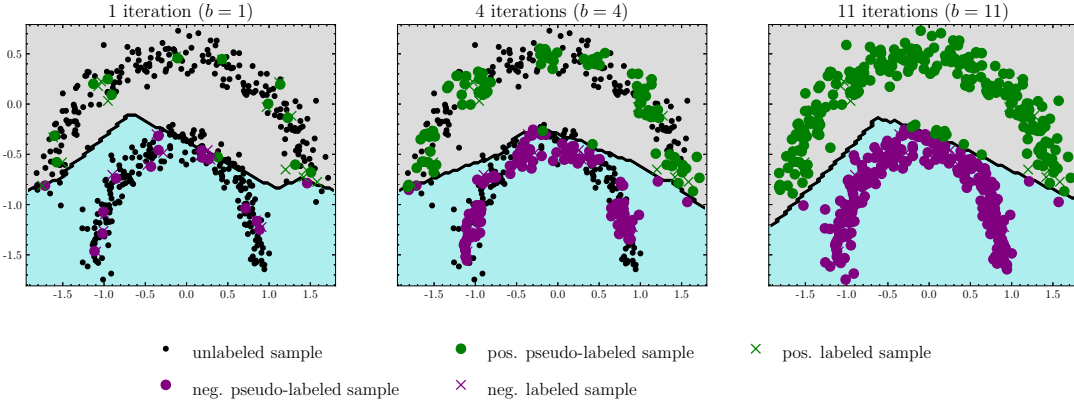 1 iteration (b = 1)
4 iterations (b = 4)
11 iterations (b = 11)
0.5
0.0
-0.5
-1.0
-1.5
-1.5 -1.0 -0.5 0.0 0.5 1.0 1.5
-1.5 -1.0 -0.5 0.0 0.5 1.0 1.5
-1.5 -1.0 -0.5 0.0 0.5 1.0 1.5
unlabeled sample
pos. pseudo-labeled sample
pos. labeled sample
neg. pseudo-labeled sample
neg. labeled sample